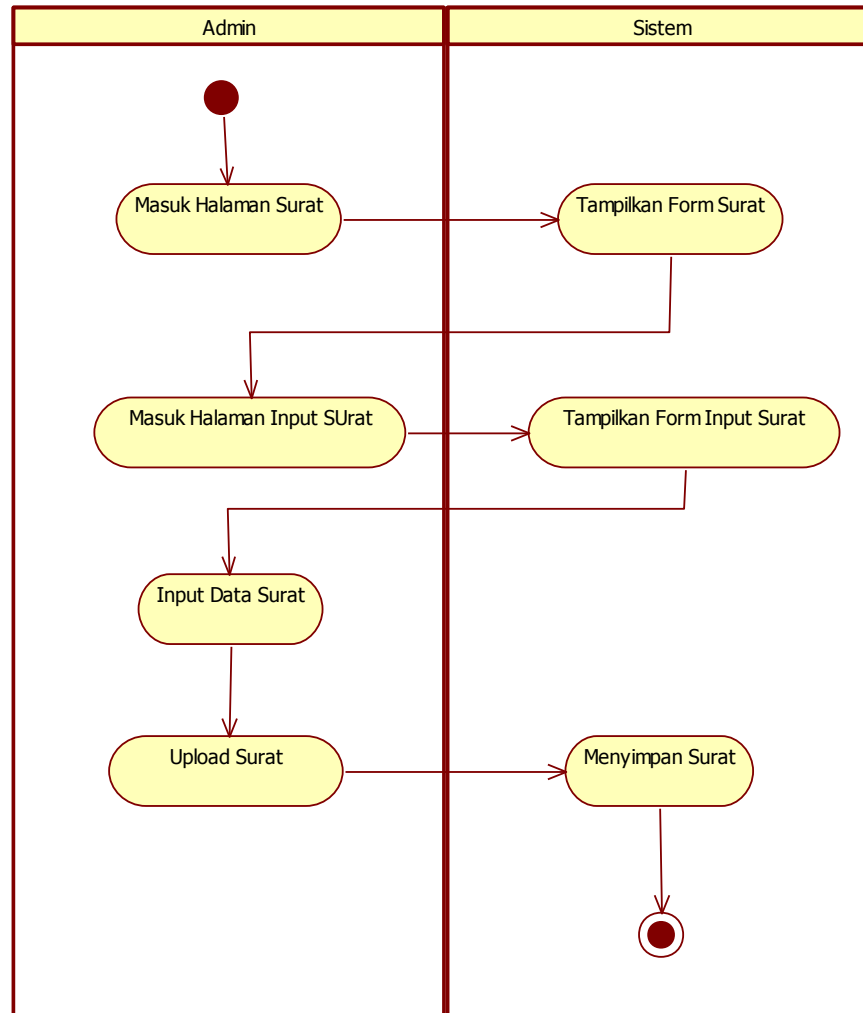 Admin
Sistem
Masuk Halaman Surat
Tampilkan Form Surat
Masuk Halaman Input SUrat
Tampilkan Form Input Surat
Input Data Surat
Upload Surat
Menyimpan Surat